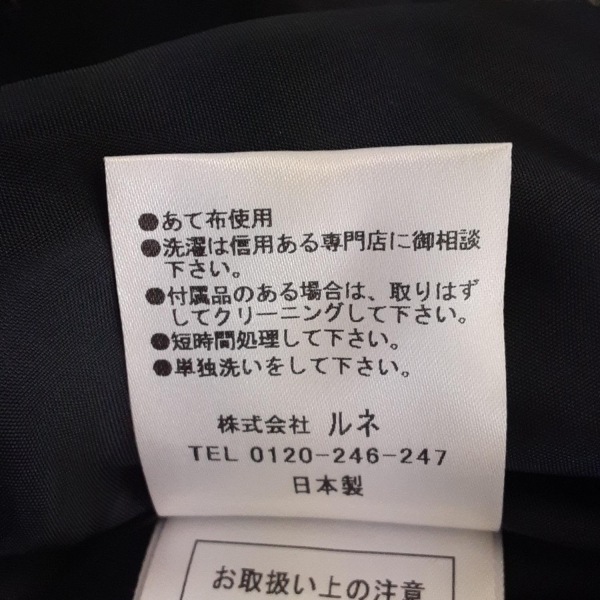 ●あて布使用
●洗濯は信用ある専門店に御相談
下さい。
●付属品のある場合は、取りはず
してクリーニングして下さい。
●短時間処理して下さい。
●単独洗いをして下さい。
株式会社 ルネ
TEL 0120-246-247
日本製
お取扱い上の注意